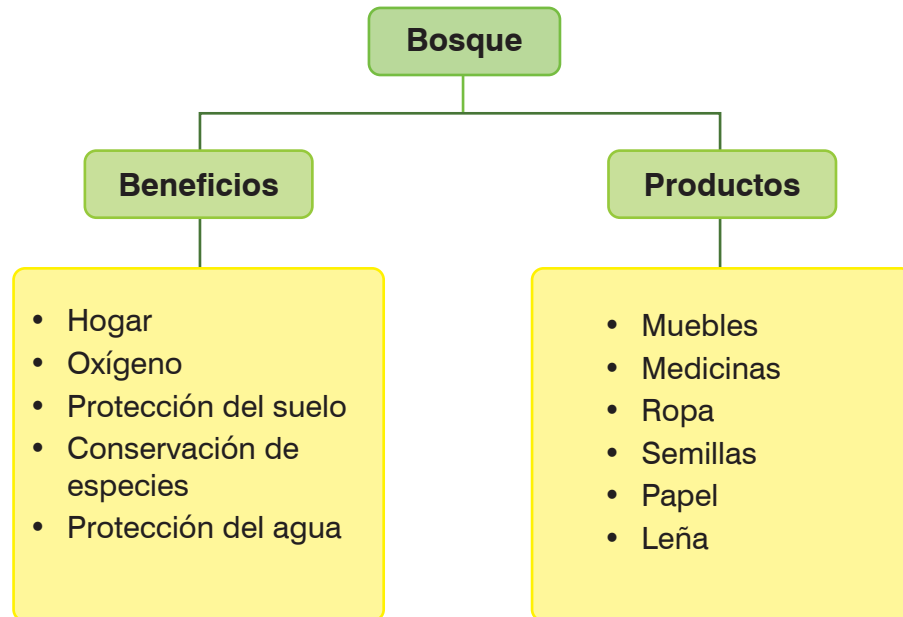 Bosque
Beneficios
Productos
• Hogar
• Oxígeno
• Protección del suelo
• Conservación de
especies
• Protección del agua
• Muebles
• Medicinas
• Ropa
• Semillas
• Papel
• Leña